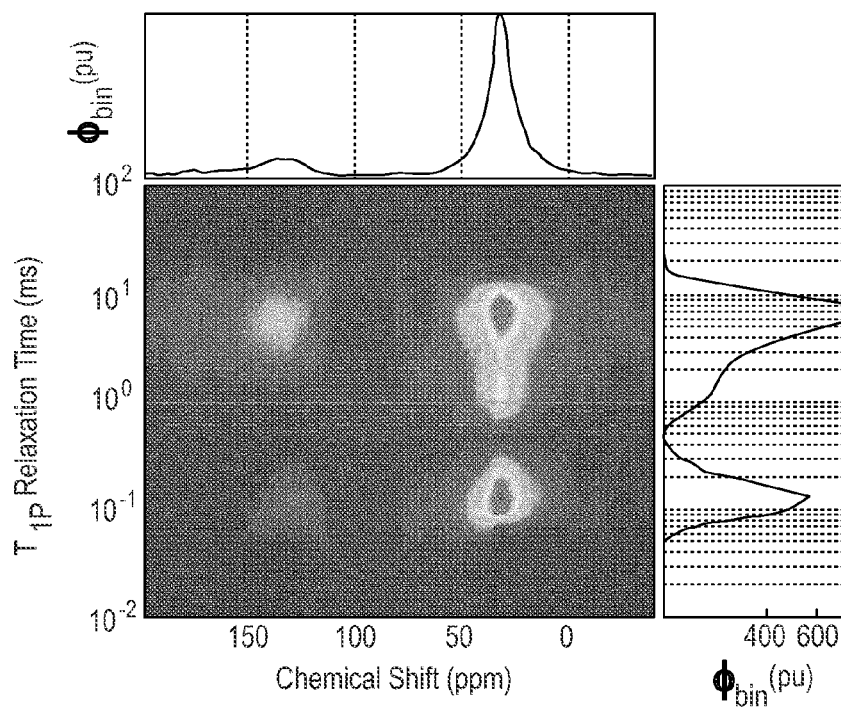 ϕbin (pu)
10²
10¹
10⁰
10⁻¹
10⁻²
T1P Relaxation Time (ms)
150 100 50 0
Chemical Shift (ppm)
400 600
ϕbin (pu)